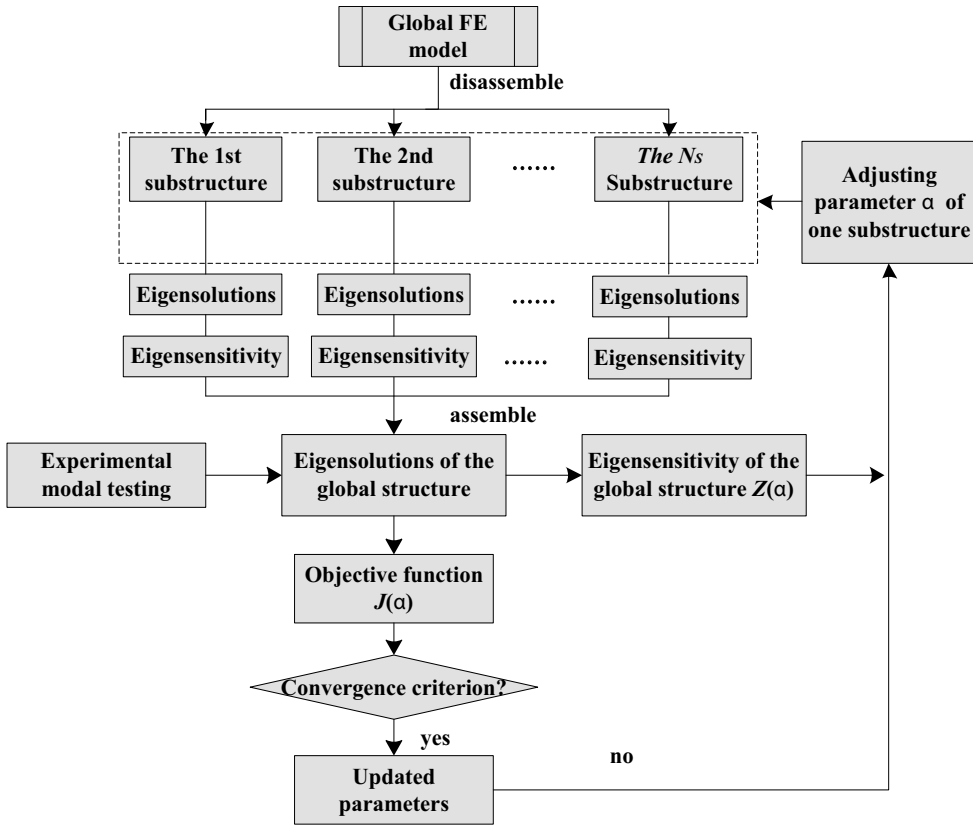 Global FE
model
disassemble
The 1st
substructure
The 2nd
substructure
......
The Ns
Substructure
Adjusting
parameter α of
one substructure
Eigensolutions
Eigensolutions
......
Eigensolutions
Eigensensitivity
Eigensensitivity
......
Eigensensitivity
assemble
Experimental
modal testing
Eigensolutions of the
global structure
Eigensensitivity of the
global structure Z(α)
Objective function
J(α)
Convergence criterion?
yes
no
Updated
parameters